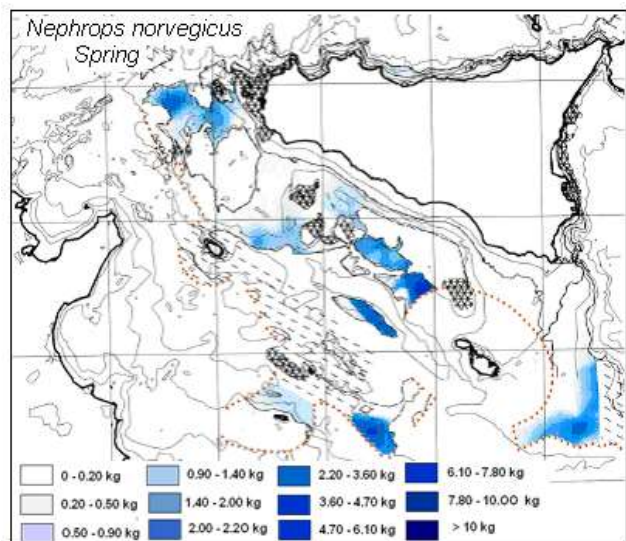 Nephrops norvegicus
Spring
0 - 0.20 kg
0.20 - 0.50 kg
0.50 - 0.90 kg
0.90 - 1.40 kg
1.40 - 2.00 kg
2.00 - 2.20 kg
2.20 - 3.60 kg
3.60 - 4.70 kg
4.70 - 6.10 kg
6.10 - 7.80 kg
7.80 - 10.00 kg
> 10 kg